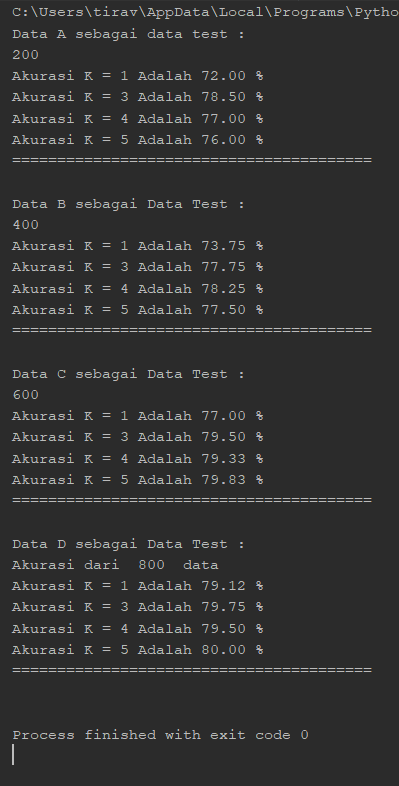 C:\Users\tirav\AppData\Local\Programs\Pytho
Data A sebagai data test :
200
Akurasi K = 1 Adalah 72.00 %
Akurasi K = 3 Adalah 78.50 %
Akurasi K = 4 Adalah 77.00 %
Akurasi K = 5 Adalah 76.00 %
========================================
Data B sebagai Data Test :
400
Akurasi K = 1 Adalah 73.75 %
Akurasi K = 3 Adalah 77.75 %
Akurasi K = 4 Adalah 78.25 %
Akurasi K = 5 Adalah 77.50 %
========================================
Data C sebagai Data Test :
600
Akurasi K = 1 Adalah 77.00 %
Akurasi K = 3 Adalah 79.50 %
Akurasi K = 4 Adalah 79.33 %
Akurasi K = 5 Adalah 79.83 %
========================================
Data D sebagai Data Test :
Akurasi dari  800  data
Akurasi K = 1 Adalah 79.12 %
Akurasi K = 3 Adalah 79.75 %
Akurasi K = 4 Adalah 79.50 %
Akurasi K = 5 Adalah 80.00 %
========================================
Process finished with exit code 0